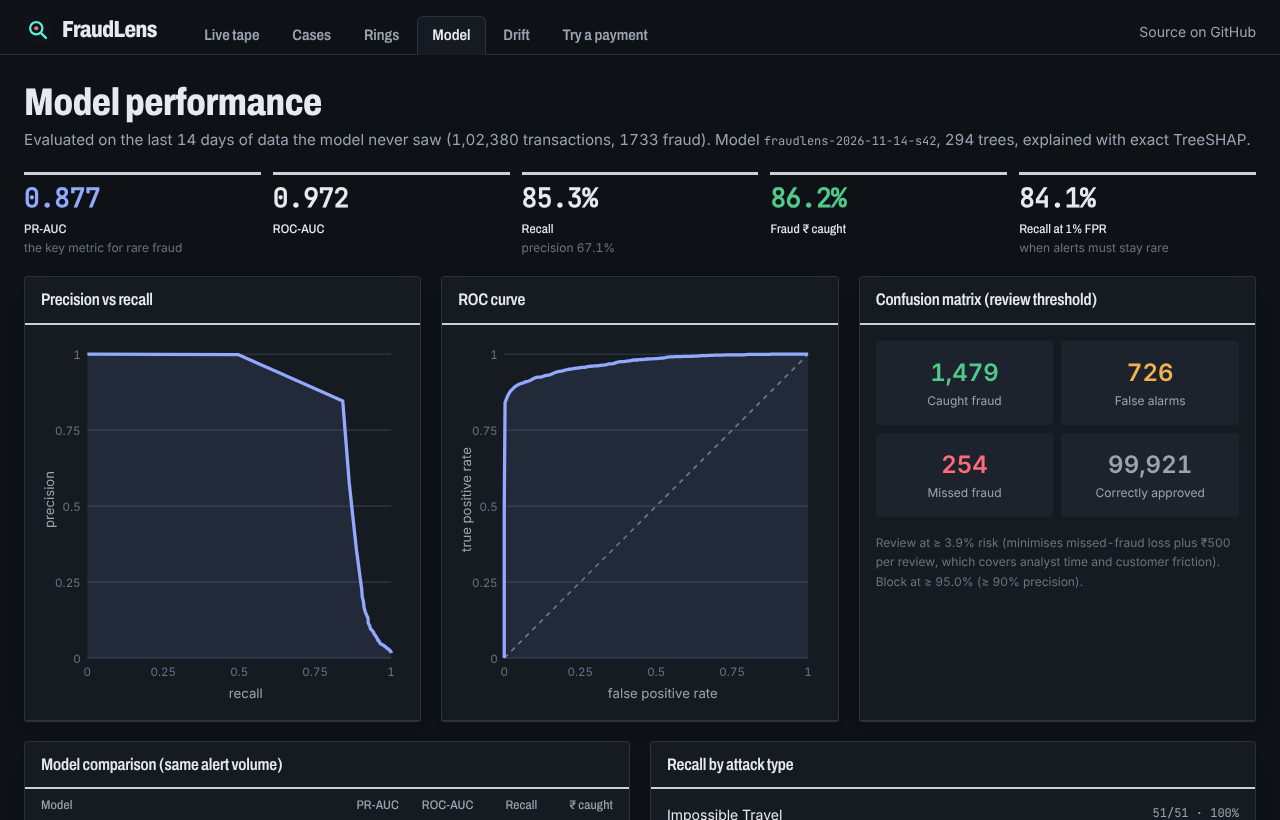 FraudLens
Live tape
Cases
Rings
Model
Drift
Try a payment
Source on GitHub
Model performance
Evaluated on the last 14 days of data the model never saw (1,02,380 transactions, 1733 fraud). Model fraudlens-2026-11-14-s42, 294 trees, explained with exact TreeSHAP.
0.877
PR-AUC
the key metric for rare fraud
0.972
ROC-AUC
85.3%
Recall
precision 67.1%
86.2%
Fraud ₹ caught
84.1%
Recall at 1% FPR
when alerts must stay rare
Precision vs recall
1
0.75
0.5
0.25
0
precision
0 0.25 0.5 0.75 1
recall
ROC curve
1
0.75
0.5
0.25
0
true positive rate
0 0.25 0.5 0.75 1
false positive rate
Confusion matrix (review threshold)
1,479
Caught fraud
726
False alarms
254
Missed fraud
99,921
Correctly approved
Review at ≥ 3.9% risk (minimises missed-fraud loss plus ₹500
per review, which covers analyst time and customer friction).
Block at ≥ 95.0% (≥ 90% precision).
Model comparison (same alert volume)
Model PR-AUC ROC-AUC Recall ₹ caught
Recall by attack type
Impossible Travel 51/51 · 100%